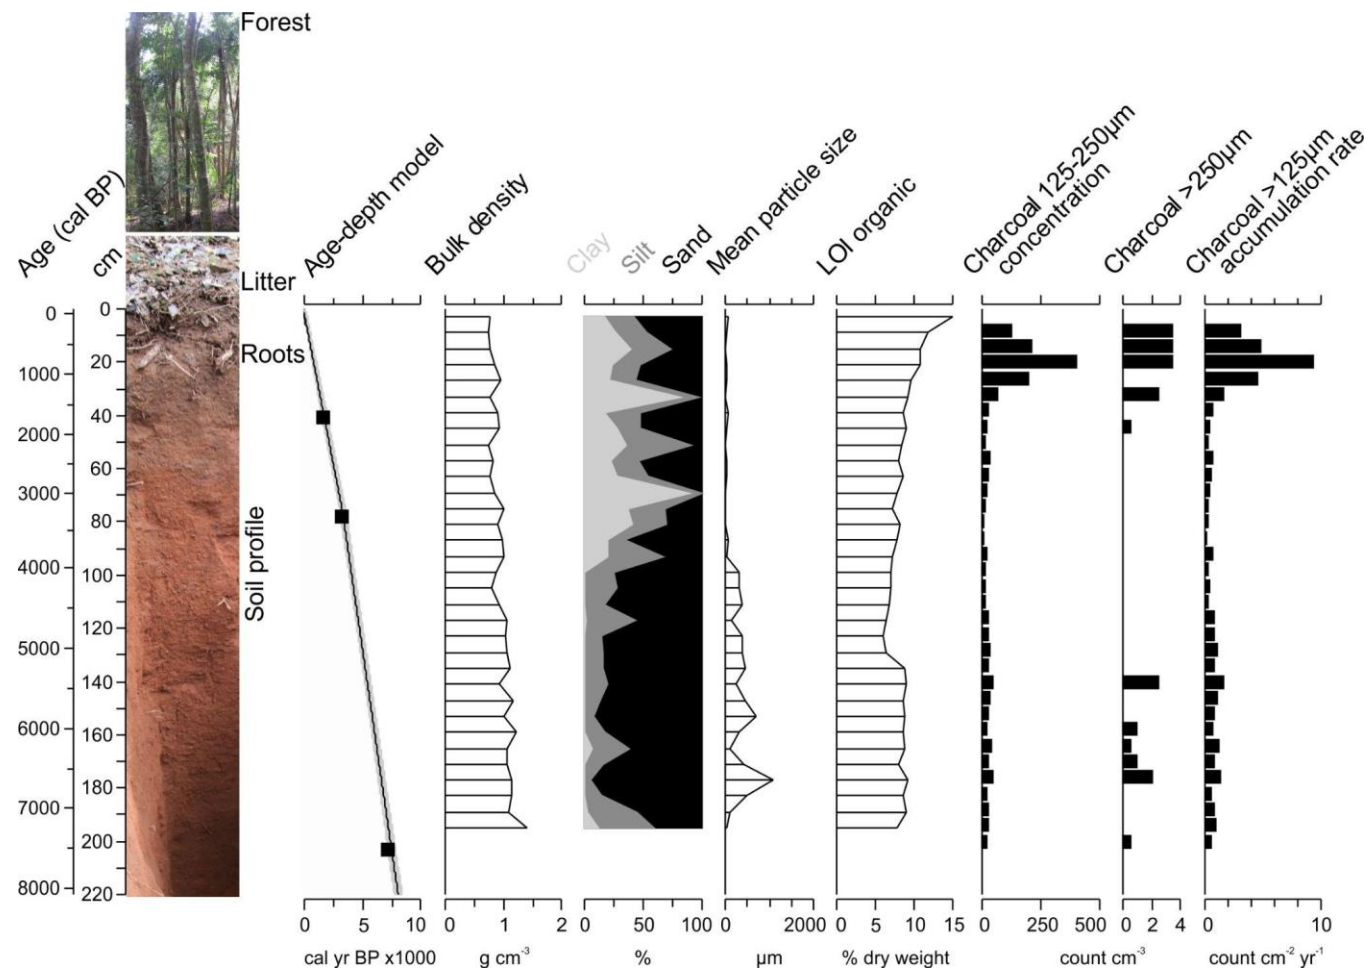 Forest
Litter
Roots
Soil profile
Age (cal BP)
cm
Age-depth model
Bulk density
Clay
Silt
Sand
Mean particle size
LOI organic
Charcoal 125-250µm
concentration
Charcoal >250µm
Charcoal >125µm
accumulation rate
0
1000
2000
3000
4000
5000
6000
7000
8000
0
20
40
60
80
100
120
140
160
180
200
220
0 5 10
cal yr BP x1000
0 1 2
g cm-3
0 50 100
%
0 2000
µm
0 5 10 15
% dry weight
0 250 500
0 2 4
count cm-3
0 10
count cm-2 yr-1